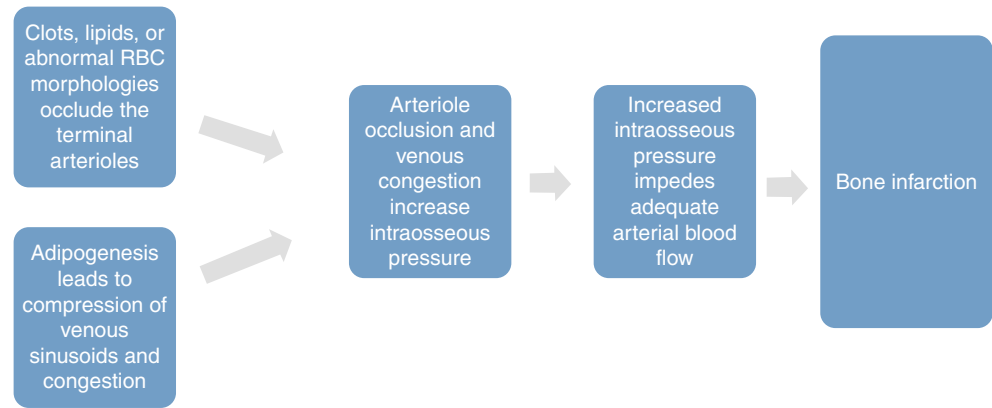 Clots, lipids, or
abnormal RBC
morphologies
occlude the
terminal
arterioles
Adipogenesis
leads to
compression of
venous
sinusoids and
congestion
Arteriole
occlusion and
venous
congestion
increase
intraosseous
pressure
Increased
intraosseous
pressure
impedes
adequate
arterial blood
flow
Bone infarction